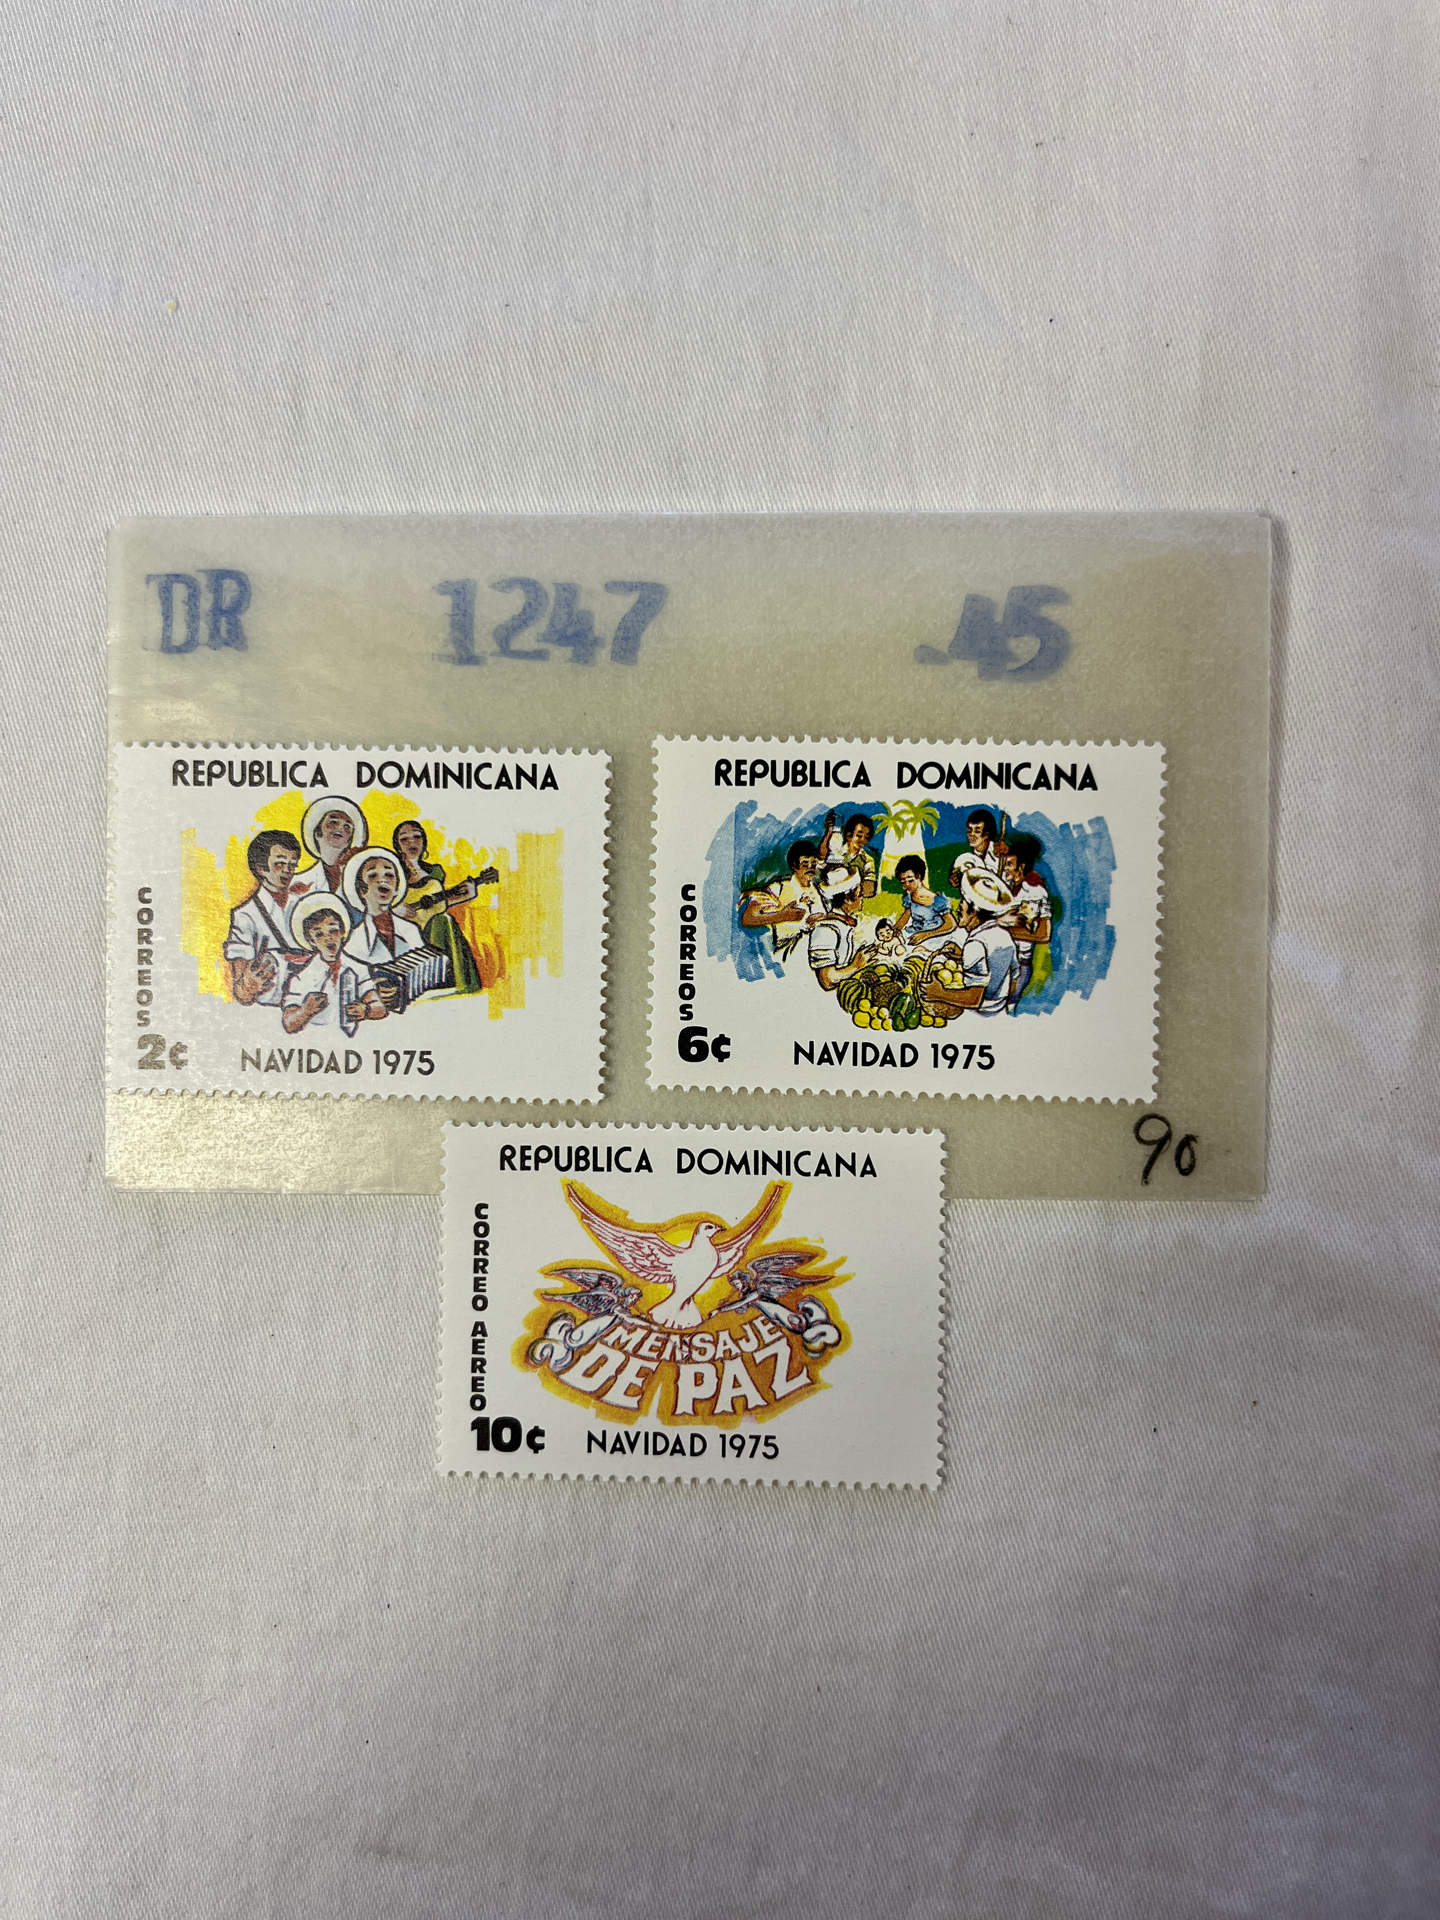 DR 1247 .45
REPUBLICA DOMINICANA
CORREOS
2¢ NAVIDAD 1975
REPUBLICA DOMINICANA
CORREOS
6¢ NAVIDAD 1975
90
REPUBLICA DOMINICANA
CORREO AEREO
MENSAJE
DE PAZ
10¢ NAVIDAD 1975